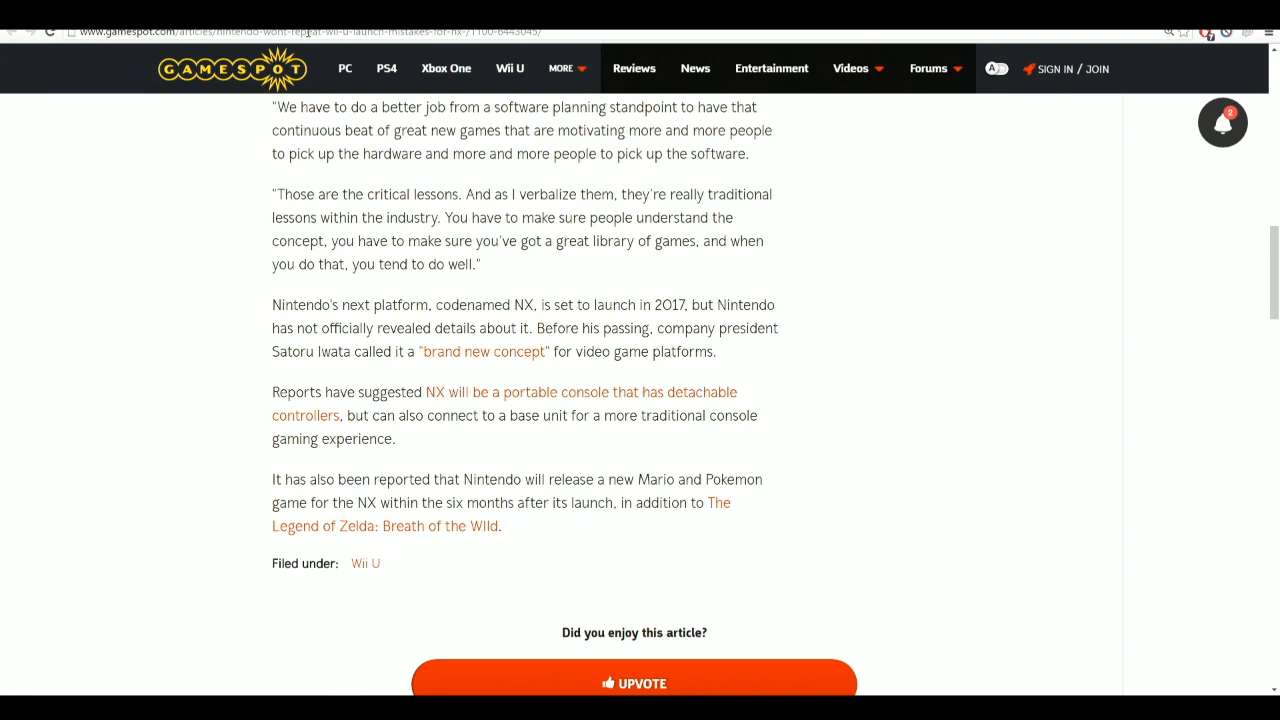 www.gamespot.com/articles/nintendo-wont-repeat-wii-u-launch-mistakes-for-nx-/1100-6443045/
GAMESPOT PC PS4 Xbox One Wii U MORE Reviews News Entertainment Videos Forums A SIGN IN / JOIN
2
"We have to do a better job from a software planning standpoint to have that
continuous beat of great new games that are motivating more and more people
to pick up the hardware and more and more people to pick up the software.
"Those are the critical lessons. And as I verbalize them, they're really traditional
lessons within the industry. You have to make sure people understand the
concept, you have to make sure you've got a great library of games, and when
you do that, you tend to do well."
Nintendo's next platform, codenamed NX, is set to launch in 2017, but Nintendo
has not officially revealed details about it. Before his passing, company president
Satoru Iwata called it a "brand new concept" for video game platforms.
Reports have suggested NX will be a portable console that has detachable
controllers, but can also connect to a base unit for a more traditional console
gaming experience.
It has also been reported that Nintendo will release a new Mario and Pokemon
game for the NX within the six months after its launch, in addition to The
Legend of Zelda: Breath of the WIld.
Filed under: Wii U
Did you enjoy this article?
UPVOTE